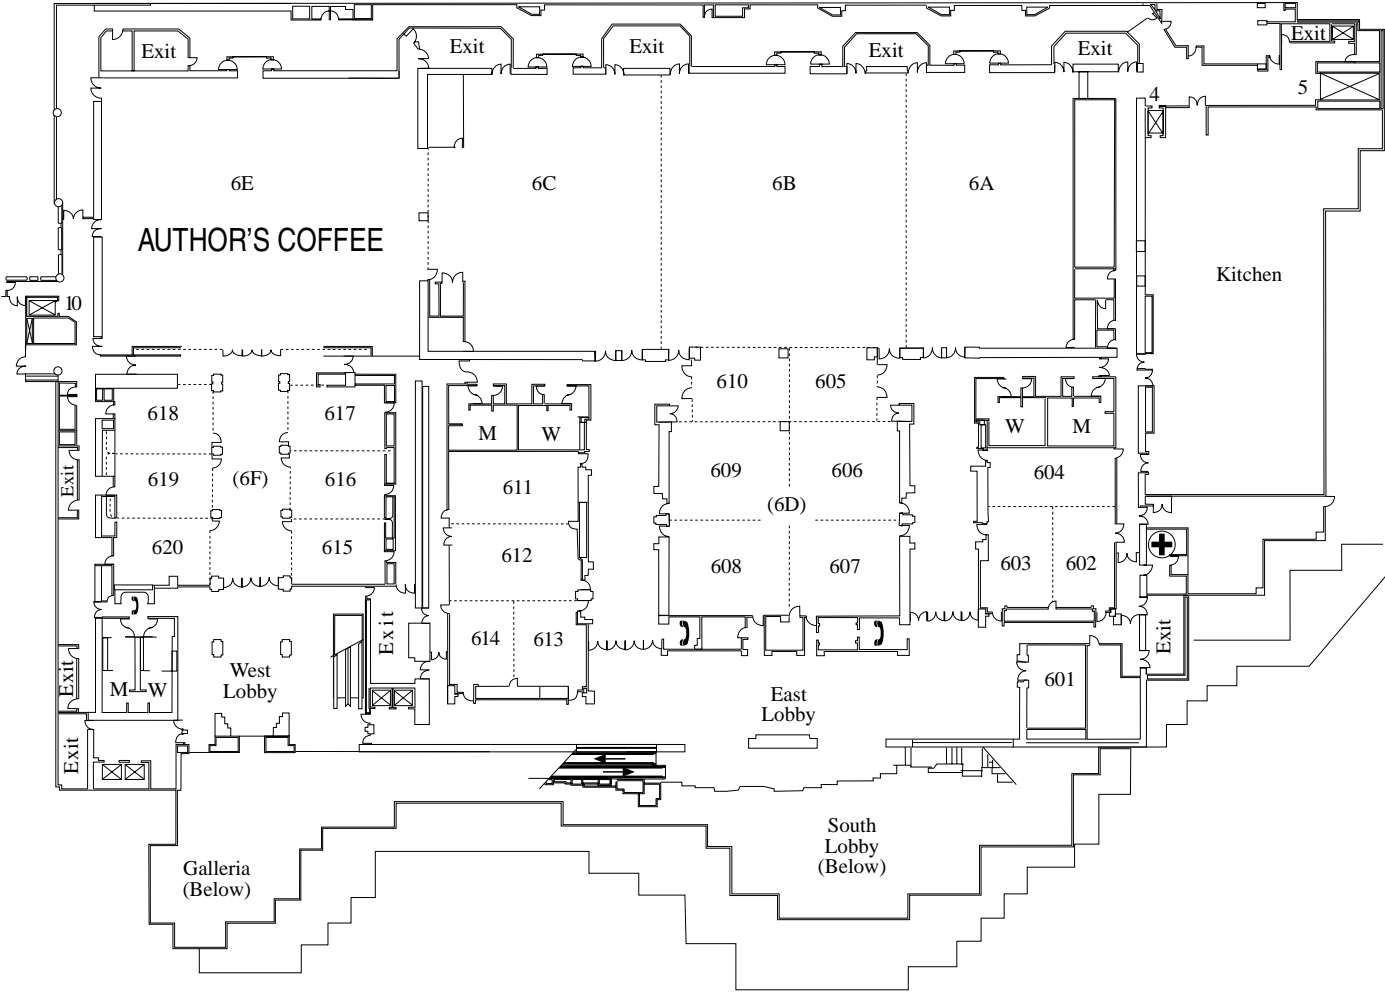 Exit
Exit
Exit
Exit
Exit
Exit
4
5
6E
6C
6B
6A
AUTHOR'S COFFEE
Kitchen
10
610
605
618
617
M
W
W
M
609
606
604
Exit
619
(6F)
616
611
(6D)
620
615
612
608
607
603
602
Exit
614
613
Exit
West
Lobby
Exit
M
W
601
East
Lobby
Exit
South
Lobby
(Below)
Galleria
(Below)